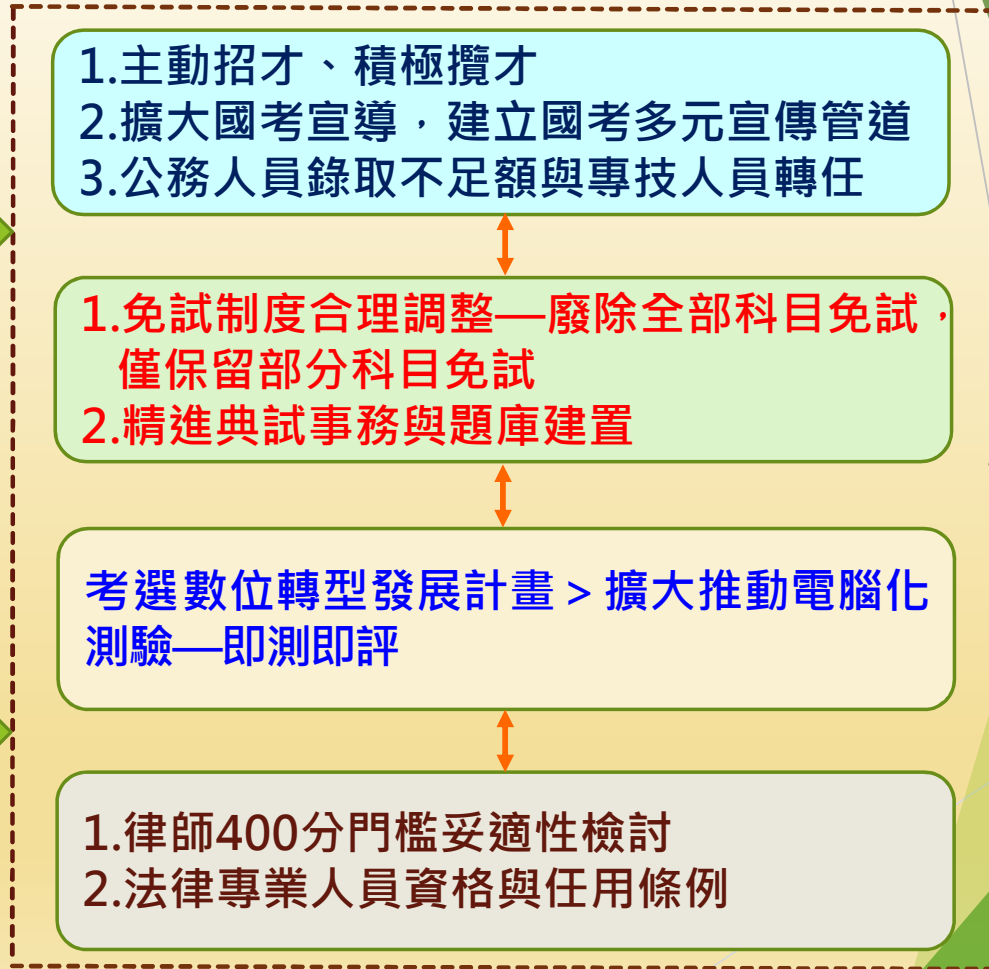 1.主動招才、積極攬才
2.擴大國考宣導，建立國考多元宣傳管道
3.公務人員錄取不足額與專技人員轉任
1.免試制度合理調整—廢除全部科目免試，
僅保留部分科目免試
2.精進典試事務與題庫建置
考選數位轉型發展計畫>擴大推動電腦化
測驗—即測即評
1.律師400分門檻妥適性檢討
2.法律專業人員資格與任用條例